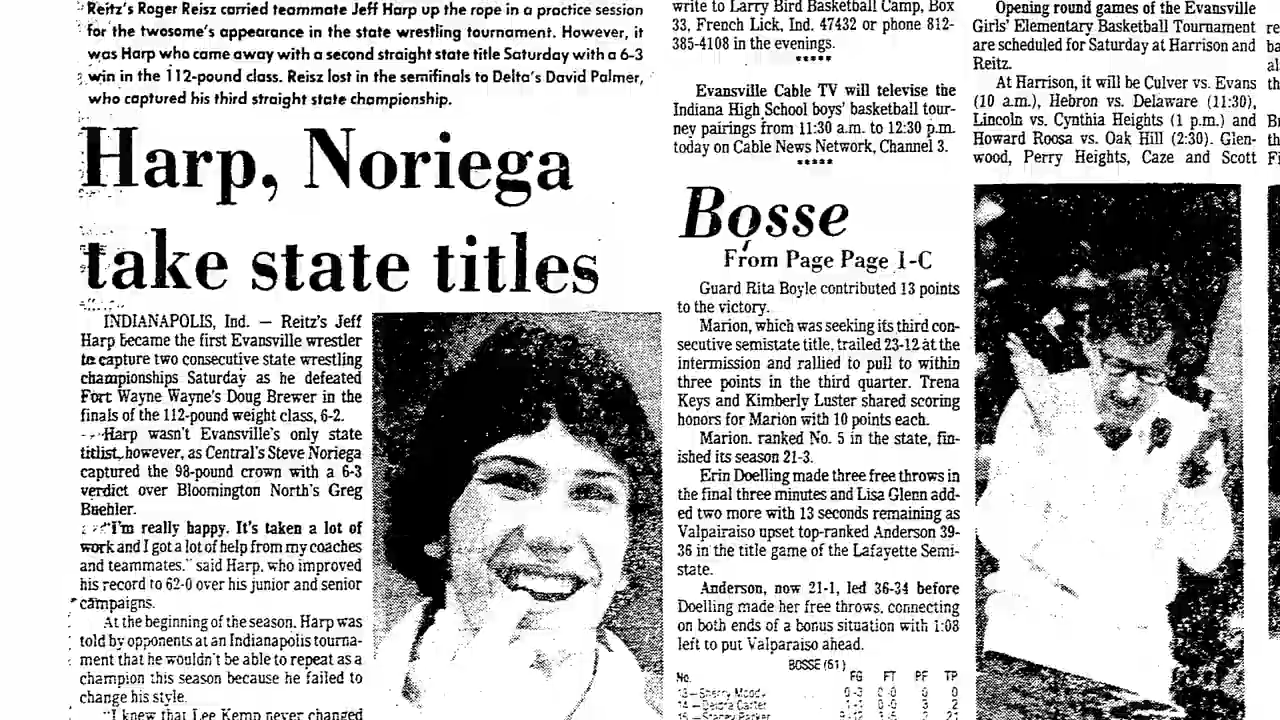 Reitz's Roger Reisz carried teammate Jeff Harp up the rope in a practice session
for the twosome's appearance in the state wrestling tournament. However, it
was Harp who came away with a second straight state title Saturday with a 6-3
win in the 112-pound class. Reisz lost in the semifinals to Delta's David Palmer,
who captured his third straight state championship.
Harp, Noriega
take state titles
INDIANAPOLIS, Ind. — Reitz's Jeff
Harp became the first Evansville wrestler
to capture two consecutive state wrestling
championships Saturday as he defeated
Fort Wayne Wayne's Doug Brewer in the
finals of the 112-pound weight class, 6-2.
Harp wasn't Evansville's only state
titlist, however, as Central's Steve Noriega
captured the 98-pound crown with a 6-3
verdict over Bloomington North's Greg
Buehler.
"I'm really happy. It's taken a lot of
work and I got a lot of help from my coaches
and teammates." said Harp, who improved
his record to 62-0 over his junior and senior
campaigns.
At the beginning of the season, Harp was
told by opponents at an Indianapolis tourna-
ment that he wouldn't be able to repeat as a
champion this season because he failed to
change his style.
"I knew that Lee Kemp never changed
write to Larry Bird Basketball Camp, Box
33, French Lick, Ind. 47432 or phone 812-
385-4108 in the evenings.
*****
Evansville Cable TV will televise the
Indiana High School boys' basketball tour-
ney pairings from 11:30 a.m. to 12:30 p.m.
today on Cable News Network, Channel 3.
*****
Bosse
From Page Page 1-C
Guard Rita Boyle contributed 13 points
to the victory.
Marion, which was seeking its third con-
secutive semistate title, trailed 23-12 at the
intermission and rallied to pull to within
three points in the third quarter. Trena
Keys and Kimberly Luster shared scoring
honors for Marion with 10 points each.
Marion. ranked No. 5 in the state, fin-
ished its season 21-3.
Erin Doelling made three free throws in
the final three minutes and Lisa Glenn add-
ed two more with 13 seconds remaining as
Valpairaiso upset top-ranked Anderson 39-
36 in the title game of the Lafayette Semi-
state.
Anderson, now 21-1, led 36-34 before
Doelling made her free throws, connecting
on both ends of a bonus situation with 1:08
left to put Valparaiso ahead.
BOSSE (61)
No. FG FT PF TP
Sherry 0-3 0-0 0 0
14— Carter 3 2
15— Parker 21
Opening round games of the Evansville
Girls' Elementary Basketball Tournament
are scheduled for Saturday at Harrison and
Reitz.
At Harrison, it will be Culver vs. Evans
(10 a.m.), Hebron vs. Delaware (11:30),
Lincoln vs. Cynthia Heights (1 p.m.) and
Howard Roosa vs. Oak Hill (2:30). Glen-
wood, Perry Heights, Caze and Scott